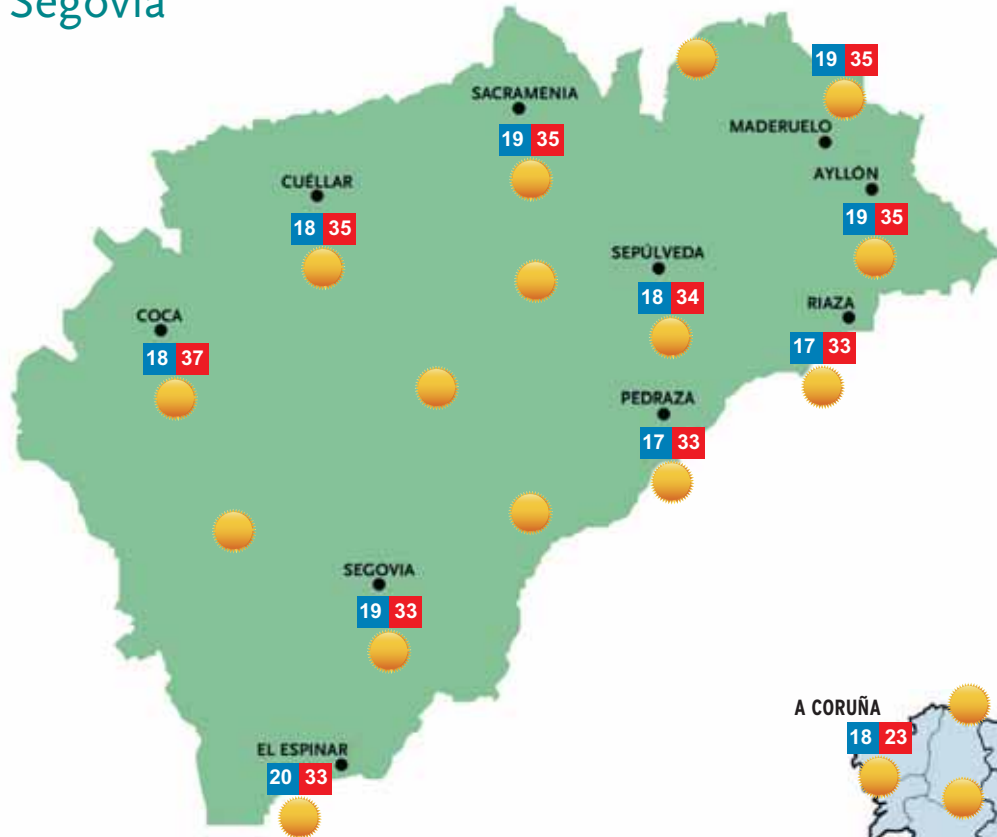 Segovia
19 35
SACRAMENIA
19 35
MADERUELO
AYLLÓN
19 35
CUÉLLAR
18 35
SEPÚLVEDA
18 34
RIAZA
17 33
COCA
18 37
PEDRAZA
17 33
SEGOVIA
19 33
A CORUÑA
18 23
EL ESPINAR
20 33